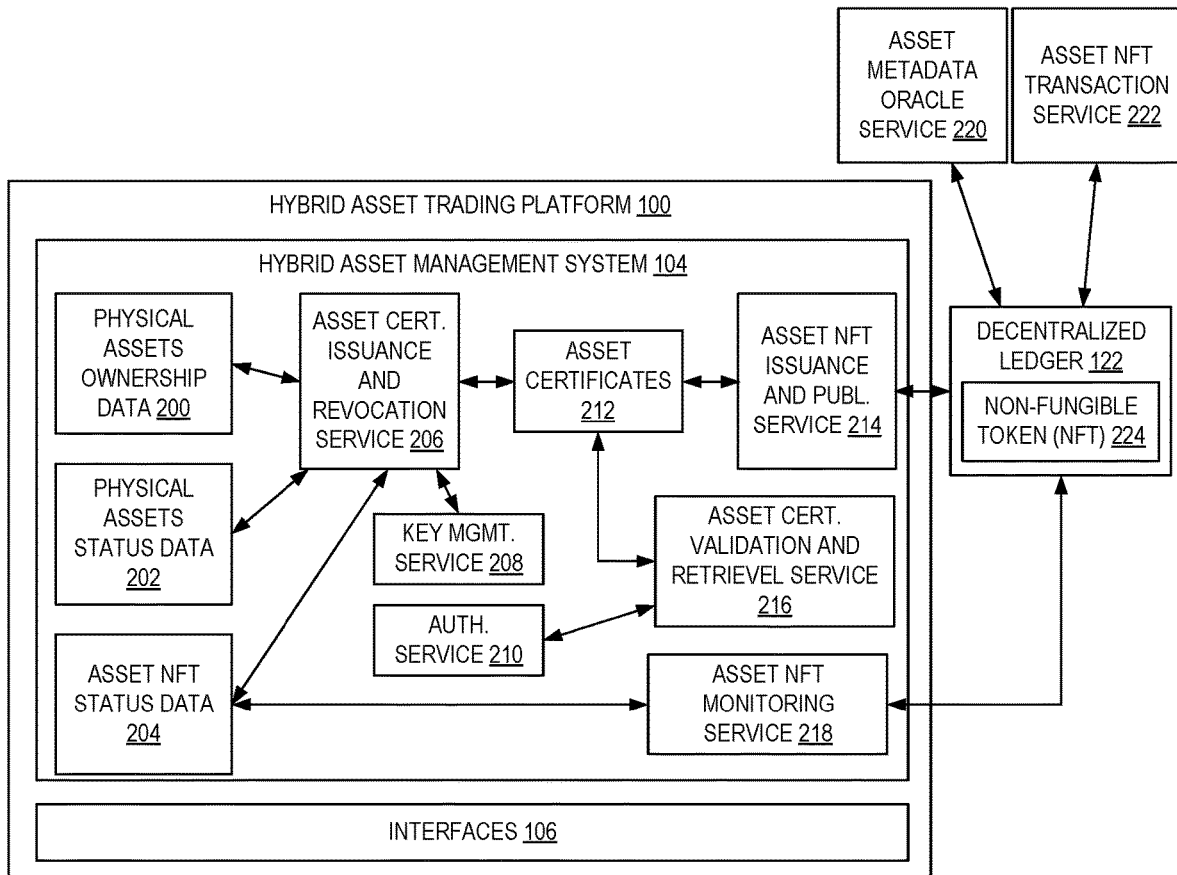 ASSET
METADATA
ORACLE
SERVICE 220
ASSET NFT
TRANSACTION
SERVICE 222
HYBRID ASSET TRADING PLATFORM 100
HYBRID ASSET MANAGEMENT SYSTEM 104
PHYSICAL
ASSETS
OWNERSHIP
DATA 200
ASSET CERT.
ISSUANCE
AND
REVOCATION
SERVICE 206
ASSET
CERTIFICATES
212
ASSET NFT
ISSUANCE
AND PUBL.
SERVICE 214
DECENTRALIZED
LEDGER 122
NON-FUNGIBLE
TOKEN (NFT) 224
PHYSICAL
ASSETS
STATUS DATA
202
KEY MGMT.
SERVICE 208
ASSET CERT.
VALIDATION AND
RETRIEVEL SERVICE
216
AUTH.
SERVICE 210
ASSET NFT
STATUS DATA
204
ASSET NFT
MONITORING
SERVICE 218
INTERFACES 106